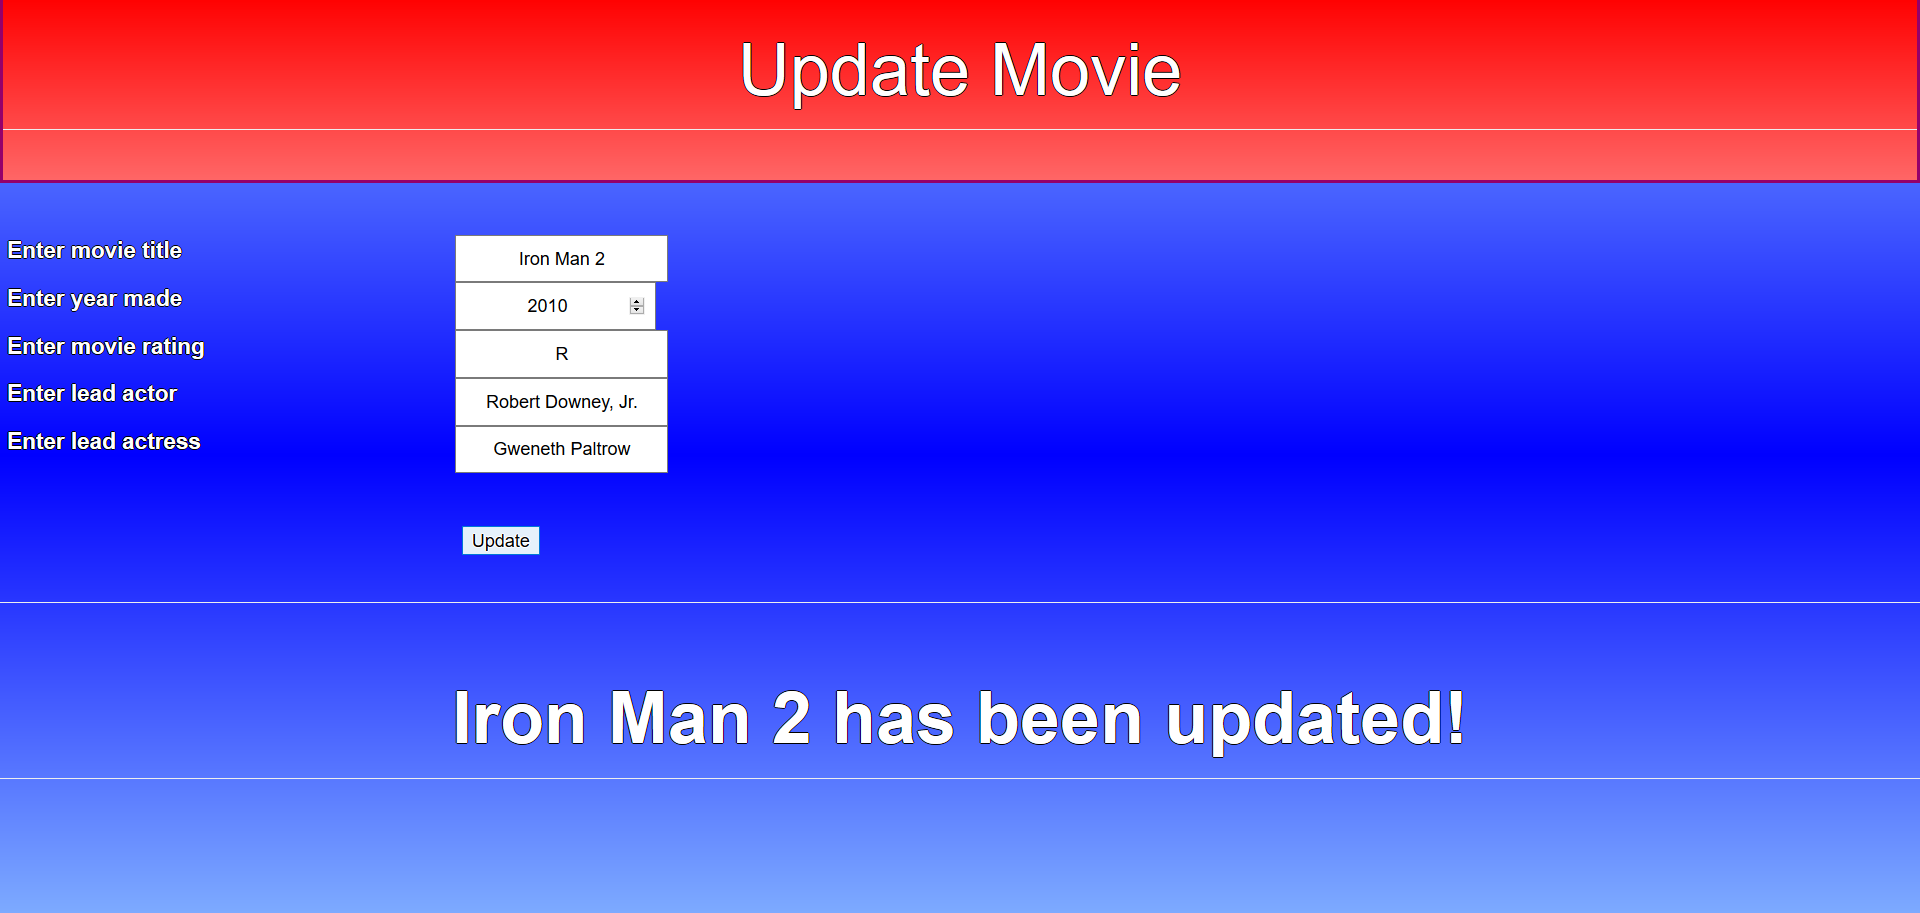 Update Movie
Enter movie title
Iron Man 2
Enter year made
2010
Enter movie rating
R
Enter lead actor
Robert Downey, Jr.
Enter lead actress
Gweneth Paltrow
Update
Iron Man 2 has been updated!